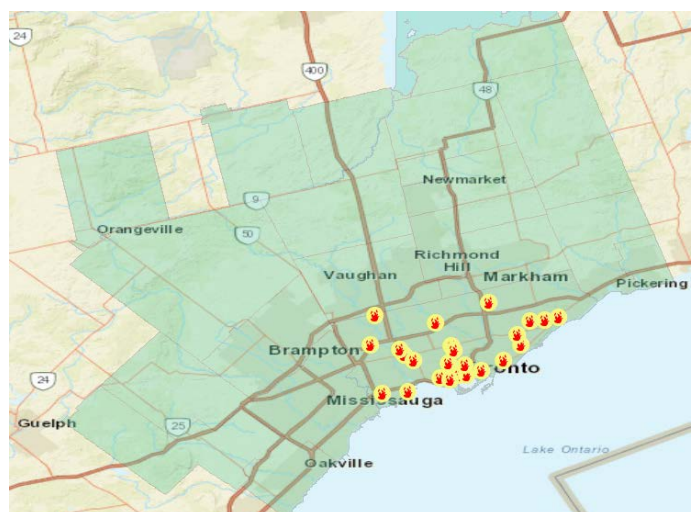 24
400
48
Newmarket
9
Orangeville
50
Richmond
Hill
Vaughan
Markham
Pickering
Brampton
24
Mississauga
Guelph
25
Lake Ontario
Oakville